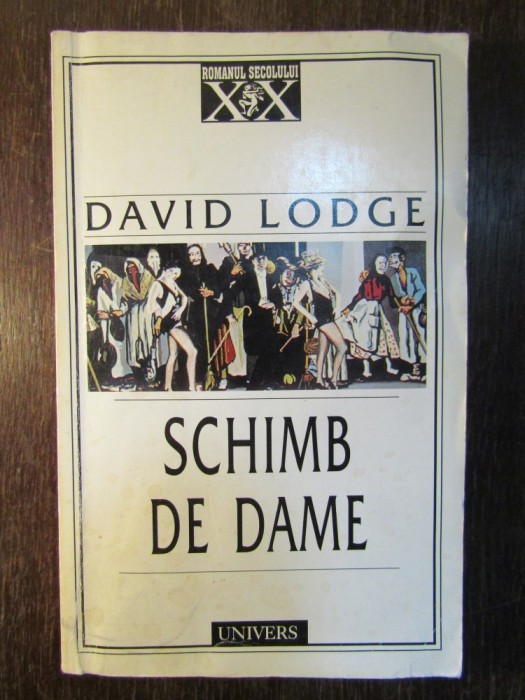 ROMANUL SECOLULUI
XX
DAVID LODGE
SCHIMB
DE DAME
UNIVERS